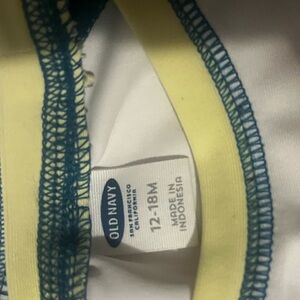 OLD NAVY
SAN FRANCISCO
CALIFORNIA
12-18M
MADE IN
INDONESIA